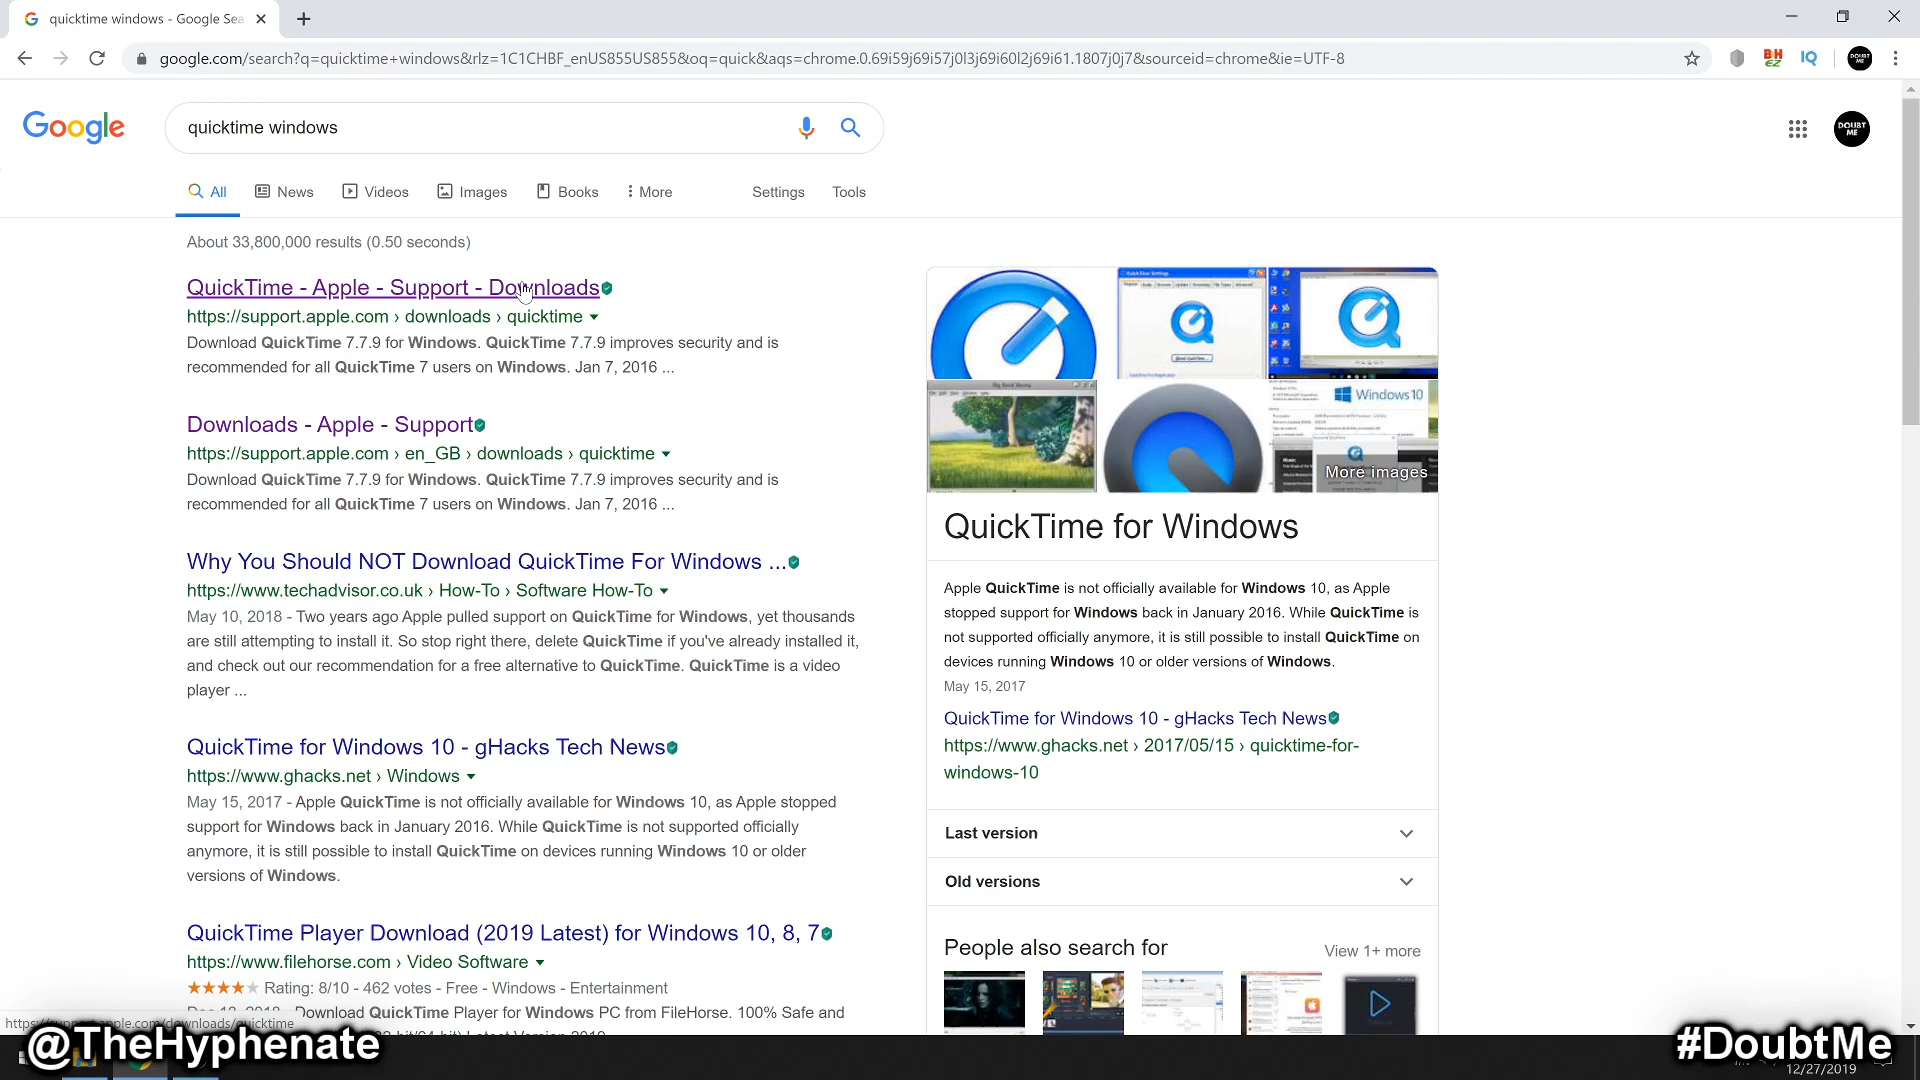 quicktime windows - Google Sea
google.com/search?q=quicktime+windows&rlz=1C1CHBF_enUS855US855&oq=quick&aqs=chrome.0.69i59j69i57j0l3j69i60l2j69i61.1807j0j7&sourceid=chrome&ie=UTF-8
BH
EZ
IQ
DOUBT
ME
Google
quicktime windows
DOUBT
ME
All
News
Videos
Images
Books
More
Settings
Tools
About 33,800,000 results (0.50 seconds)
QuickTime - Apple - Support - Downloads
https://support.apple.com › downloads › quicktime
Download QuickTime 7.7.9 for Windows. QuickTime 7.7.9 improves security and is
recommended for all QuickTime 7 users on Windows. Jan 7, 2016 ...
Downloads - Apple - Support
https://support.apple.com › en_GB › downloads › quicktime
Download QuickTime 7.7.9 for Windows. QuickTime 7.7.9 improves security and is
recommended for all QuickTime 7 users on Windows. Jan 7, 2016 ...
Why You Should NOT Download QuickTime For Windows ...
https://www.techadvisor.co.uk › How-To › Software How-To
May 10, 2018 - Two years ago Apple pulled support on QuickTime for Windows, yet thousands
are still attempting to install it. So stop right there, delete QuickTime if you've already installed it,
and check out our recommendation for a free alternative to QuickTime. QuickTime is a video
player ...
QuickTime for Windows 10 - gHacks Tech News
https://www.ghacks.net › Windows
May 15, 2017 - Apple QuickTime is not officially available for Windows 10, as Apple stopped
support for Windows back in January 2016. While QuickTime is not supported officially
anymore, it is still possible to install QuickTime on devices running Windows 10 or older
versions of Windows.
QuickTime Player Download (2019 Latest) for Windows 10, 8, 7
https://www.filehorse.com › Video Software
Rating: 8/10 - 462 votes - Free - Windows - Entertainment
Download QuickTime Player for Windows PC from FileHorse. 100% Safe and
https://support.apple.com/downloads/quicktime
Windows 10
More images
QuickTime for Windows
Apple QuickTime is not officially available for Windows 10, as Apple
stopped support for Windows back in January 2016. While QuickTime is
not supported officially anymore, it is still possible to install QuickTime on
devices running Windows 10 or older versions of Windows.
May 15, 2017
QuickTime for Windows 10 - gHacks Tech News
https://www.ghacks.net › 2017/05/15 › quicktime-for-
windows-10
Last version
Old versions
People also search for
View 1+ more
@TheHyphenate
#DoubtMe
12/27/2019